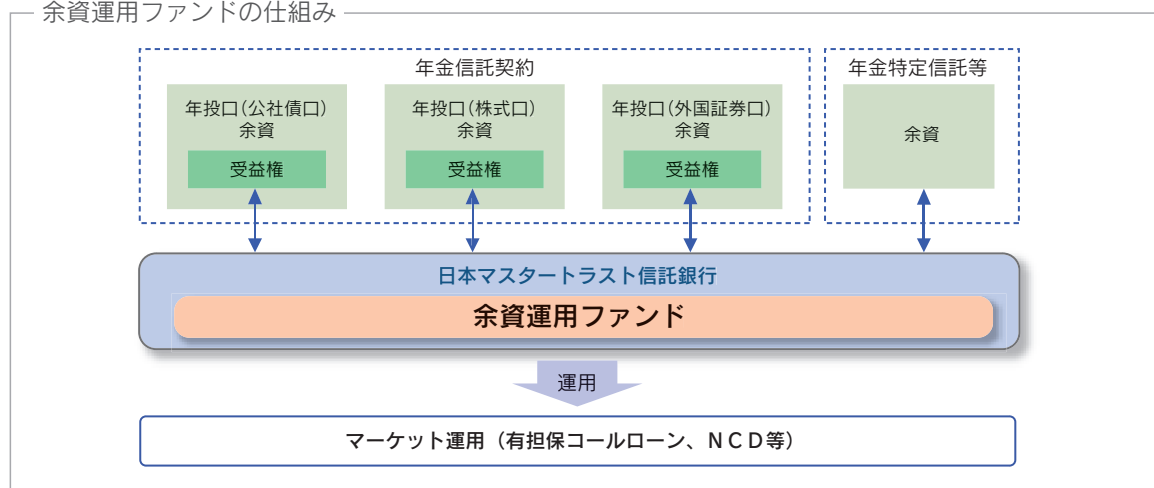 余資運用ファンドの仕組み
年金信託契約
年金特定信託等
年投口(公社債口)
余資
受益権
年投口(株式口)
余資
受益権
年投口(外国証券口)
余資
受益権
余資
日本マスタートラスト信託銀行
余資運用ファンド
運用
マーケット運用（有担保コールローン、ＮＣＤ等）